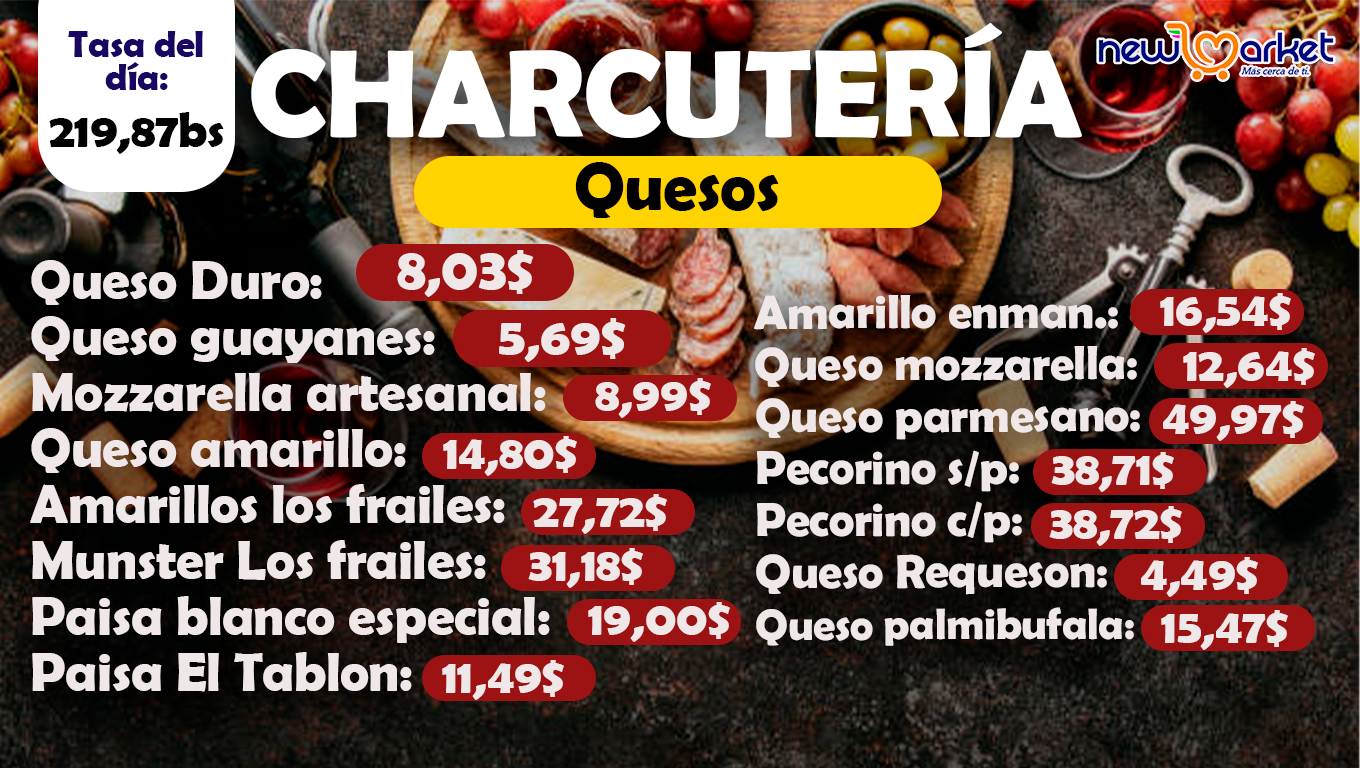 Tasa del
día:
219,87bs
CHARCUTERÍA
new market
Más cerca de ti.
Quesos
Queso Duro: 8,03$
Queso guayanes: 5,69$
Mozzarella artesanal: 8,99$
Queso amarillo: 14,80$
Amarillos los frailes: 27,72$
Munster Los frailes: 31,18$
Paisa blanco especial: 19,00$
Paisa El Tablon: 11,49$
Amarillo enman.: 16,54$
Queso mozzarella: 12,64$
Queso parmesano: 49,97$
Pecorino s/p: 38,71$
Pecorino c/p: 38,72$
Queso Requeson: 4,49$
Queso palmibufala: 15,47$